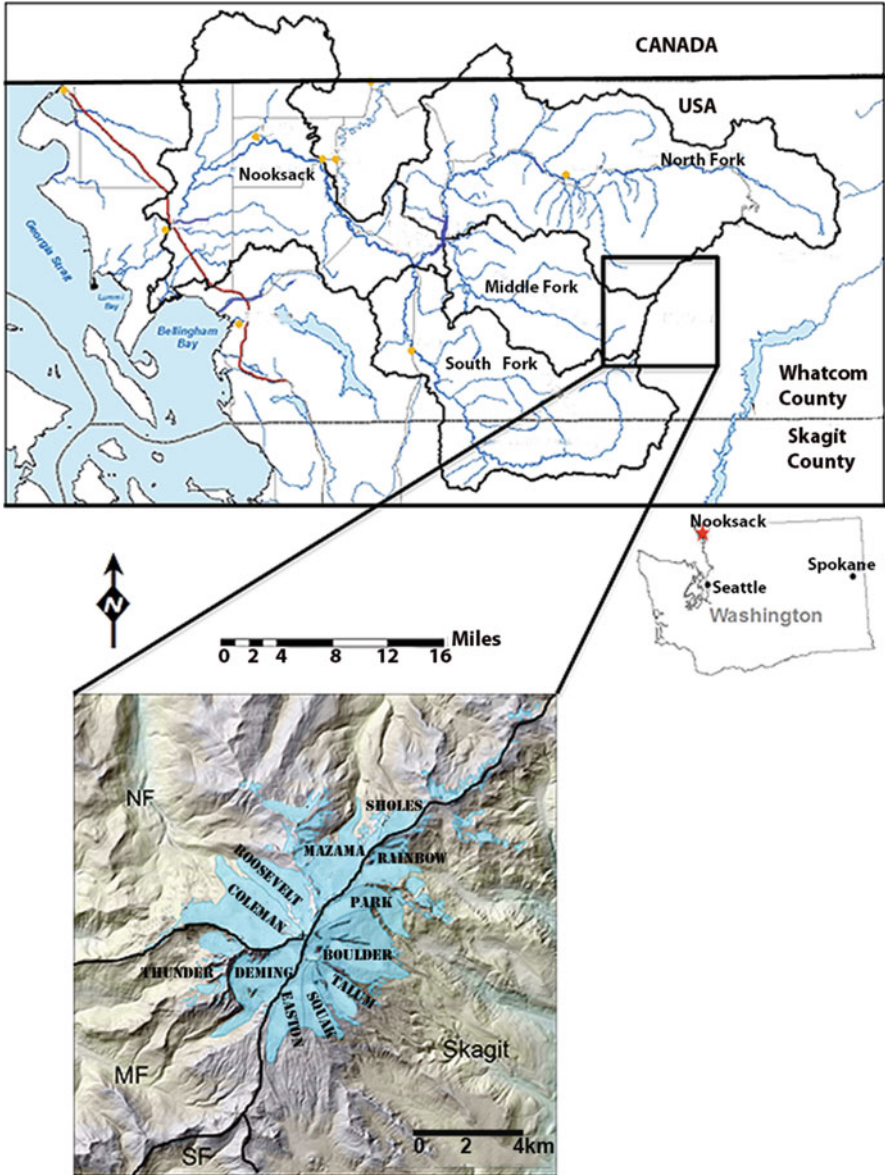 CANADA
USA
North Fork
Nooksack
Georgia Strait
Middle Fork
Lummi
Bay
Bellingham
Bay
South Fork
Whatcom
County
Skagit
County
Nooksack
Spokane
Seattle
Washington
N
Miles
0 2 4 8 12 16
NF
SHOLES
MAZAMA
RAINBOW
ROOSEVELT
PARK
COLEMAN
BOULDER
THUNDER
DEMING
TALUM
SQUAK
EASTON
Skagit
MF
SF
0 2 4km